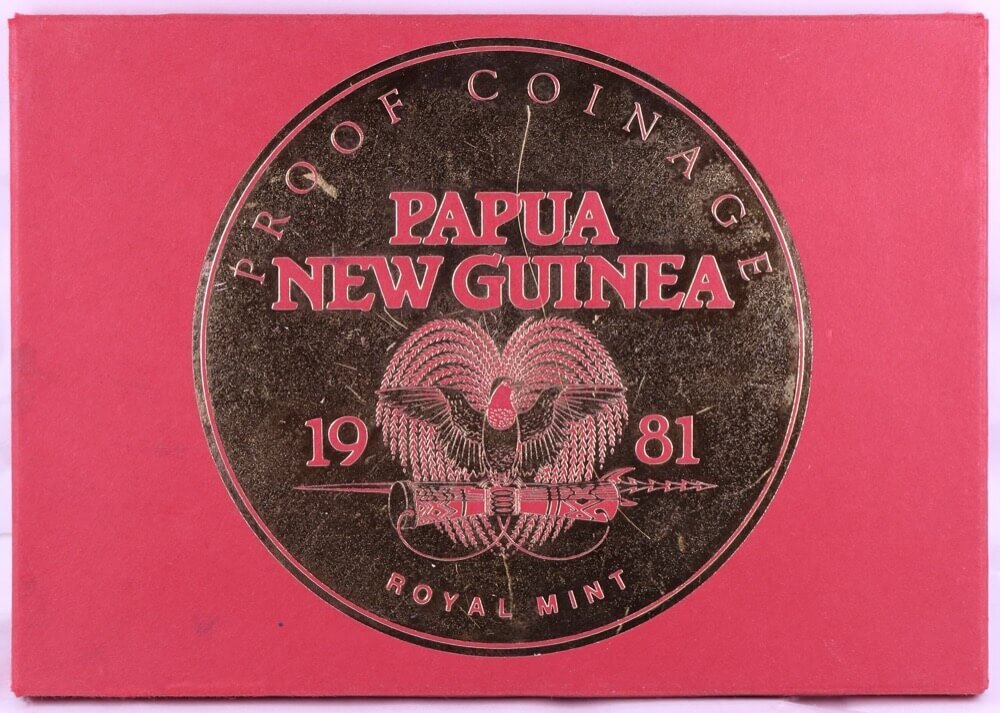 PROOF COINAGE
PAPUA
NEW GUINEA
19 81
ROYAL MINT